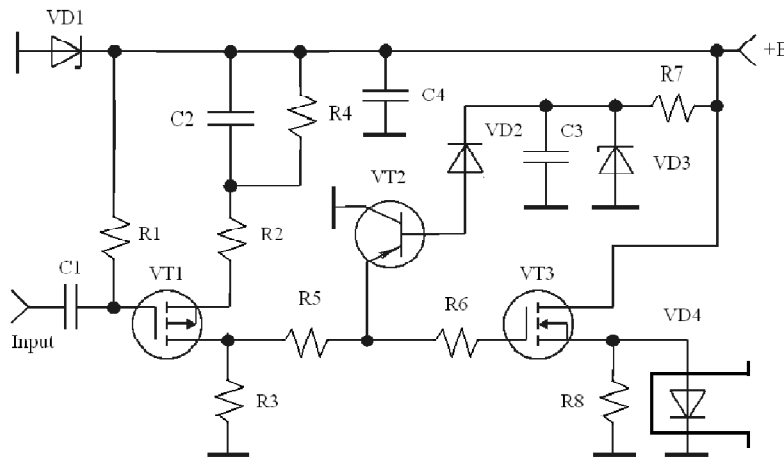 VD1
+E
R7
C2
R4
C4
VD2
C3
VD3
VT2
R1
R2
C1
VT1
VT3
R5
R6
VD4
Input
R3
R8